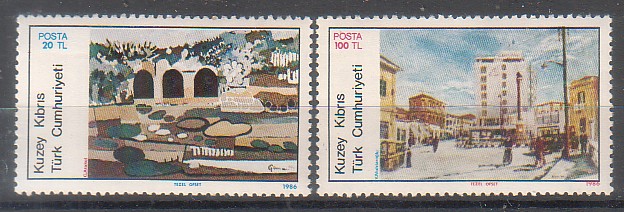 POSTA
20 TL
Kuzey Kıbrıs
Türk Cumhuriyeti
TEZEL OFSET
1986
POSTA
100 TL
Kuzey Kıbrıs
Türk Cumhuriyeti
TEZEL OFSET
1986